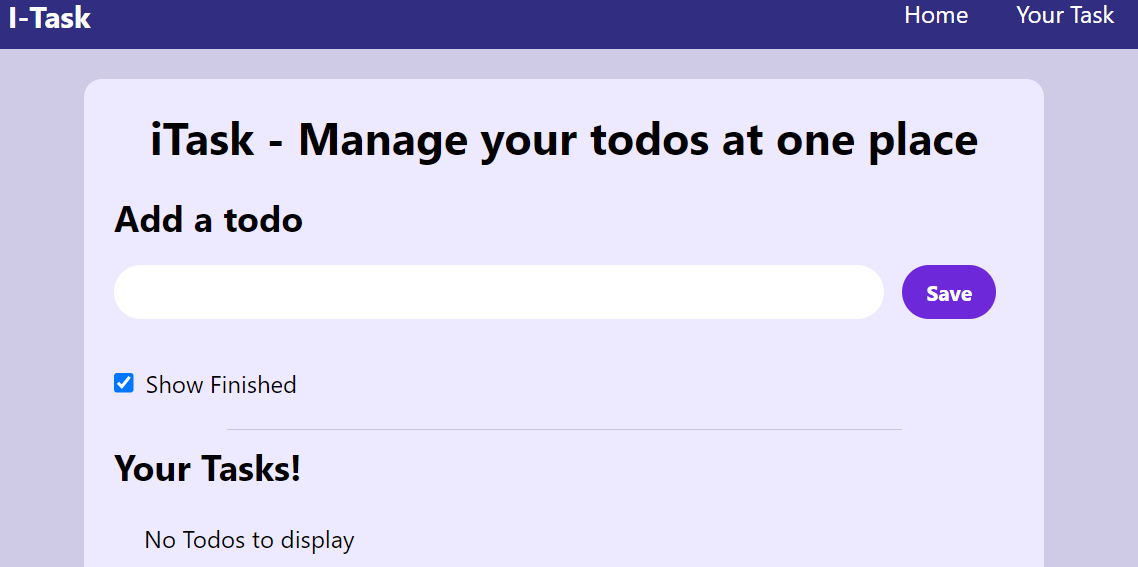 I-Task
Home
Your Task
iTask - Manage your todos at one place
Add a todo
Save
Show Finished
Your Tasks!
No Todos to display